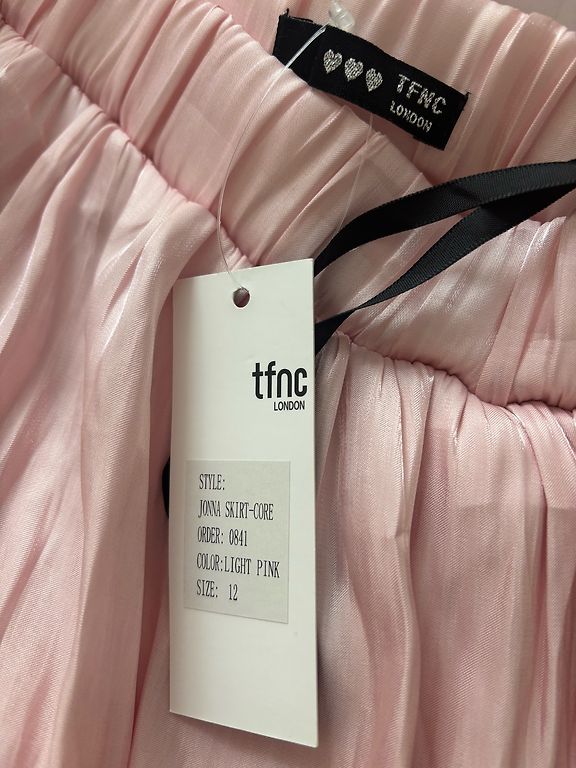 TFNC
LONDON
tfnc
LONDON
STYLE:
JONNA SKIRT-CORE
ORDER: 0841
COLOR:LIGHT PINK
SIZE: 12